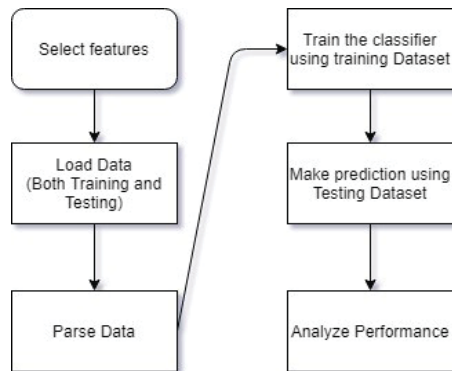 Select features
Load Data
(Both Training and
Testing)
Parse Data
Train the classifier
using training Dataset
Make prediction using
Testing Dataset
Analyze Performance